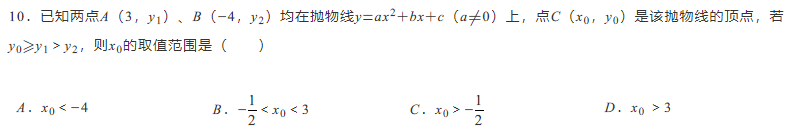 10．已知两点A（3，y₁）、B（−4，y₂）均在抛物线y=ax²+bx+c（a≠0）上，点C（x₀，y₀）是该抛物线的顶点，若
y₀⩾y₁>y₂，则x₀的取值范围是（　　）
A．x₀<−4　　B．−1/2<x₀<3　　C．x₀>−1/2　　D．x₀ >3